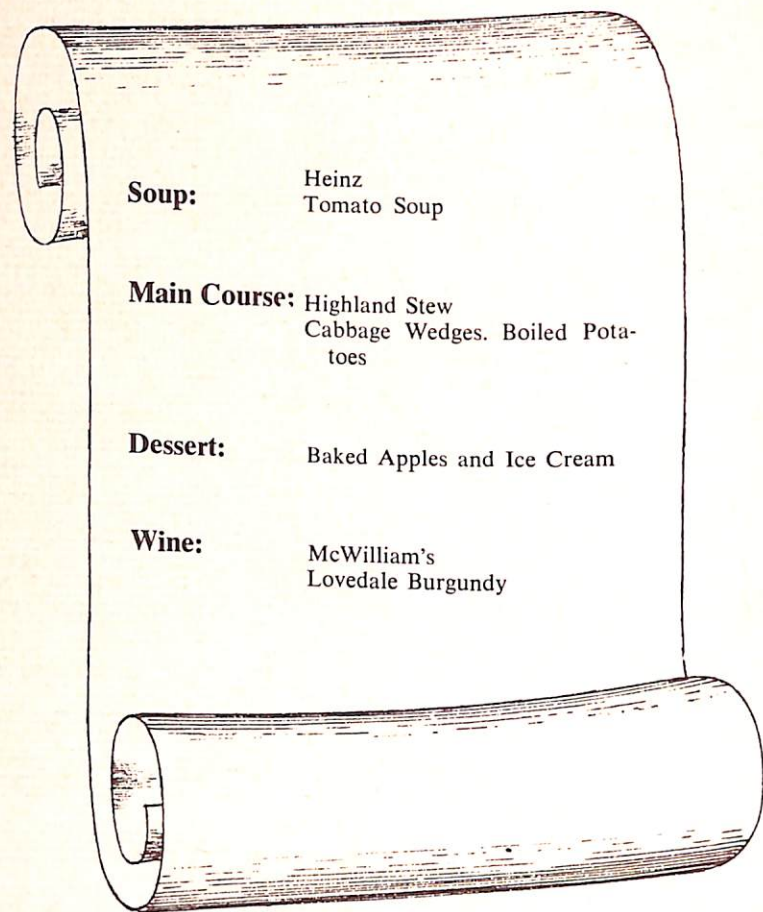 Soup: Heinz
Tomato Soup
Main Course: Highland Stew
Cabbage Wedges. Boiled Pota-
toes
Dessert: Baked Apples and Ice Cream
Wine: McWilliam's
Lovedale Burgundy